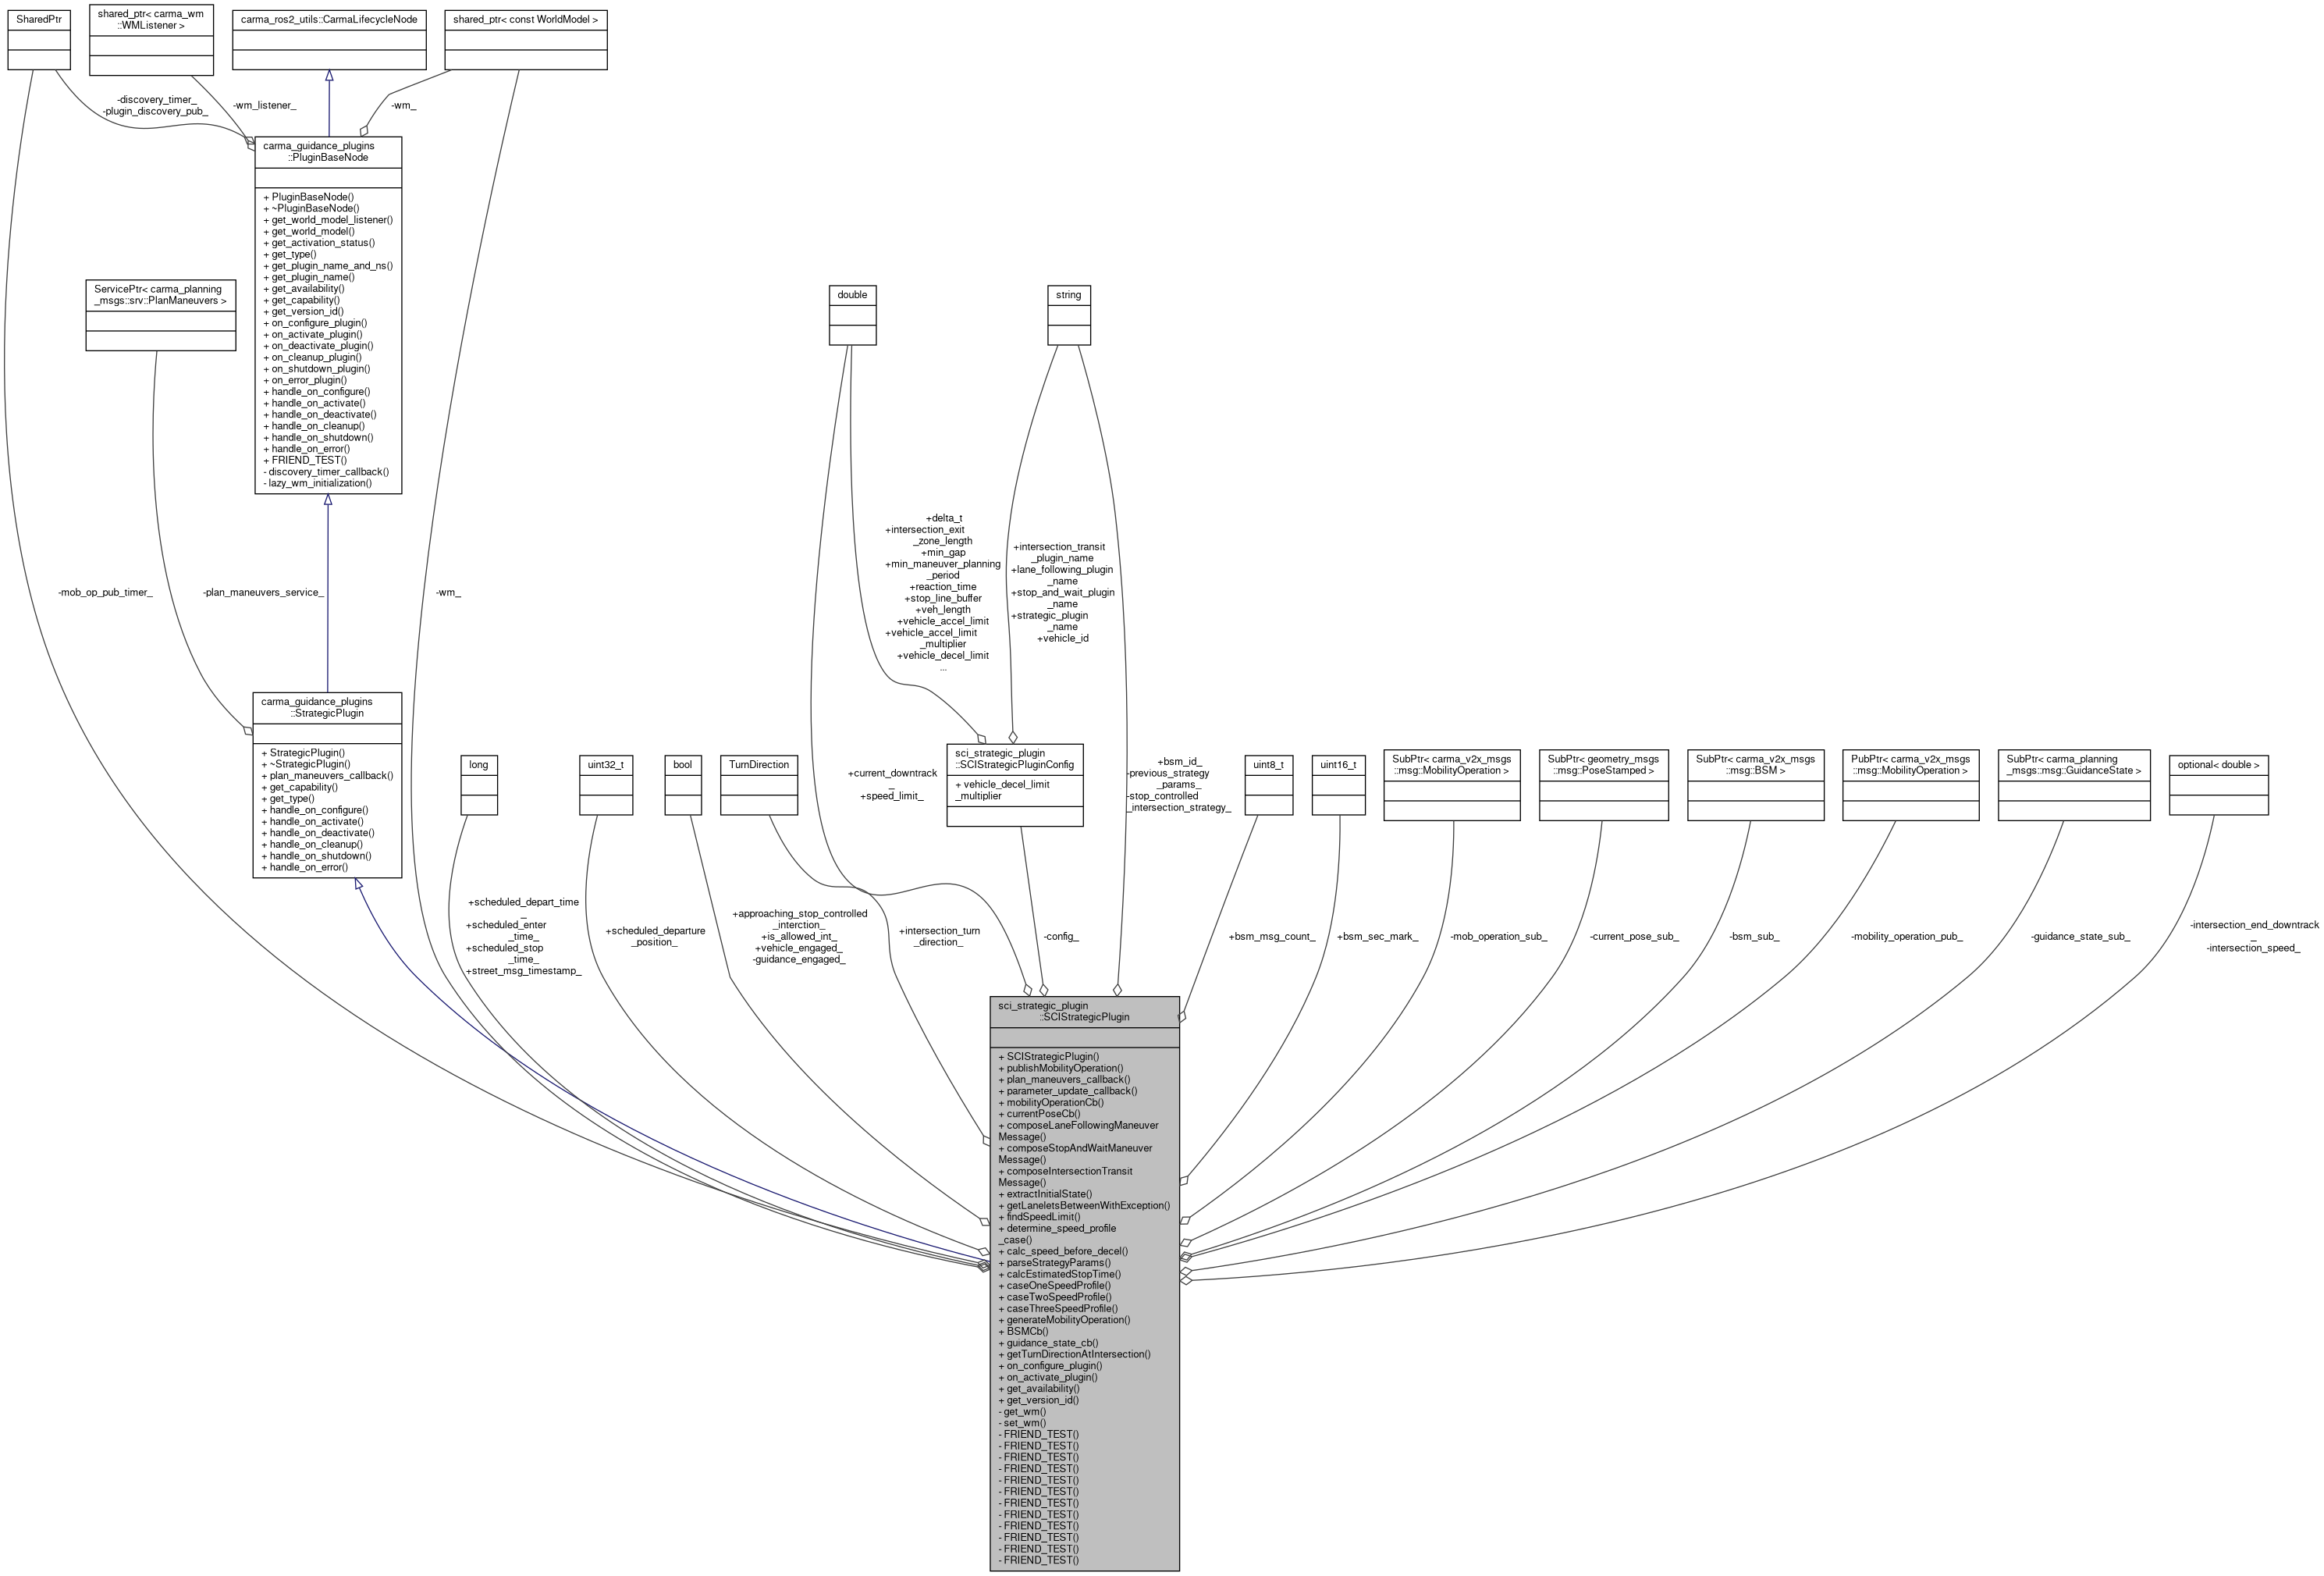 SharedPtr
shared_ptr< carma_wm
::WMListener >
carma_ros2_utils::CarmaLifecycleNode
shared_ptr< const WorldModel >
-discovery_timer_
-plugin_discovery_pub_
-wm_listener_
-wm_
carma_guidance_plugins
::PluginBaseNode
+ PluginBaseNode()
+ ~PluginBaseNode()
+ get_world_model_listener()
+ get_world_model()
+ get_activation_status()
+ get_type()
+ get_plugin_name_and_ns()
+ get_plugin_name()
+ get_availability()
+ get_capability()
+ get_version_id()
+ on_configure_plugin()
+ on_activate_plugin()
+ on_deactivate_plugin()
+ on_cleanup_plugin()
+ on_shutdown_plugin()
+ on_error_plugin()
+ handle_on_configure()
+ handle_on_activate()
+ handle_on_deactivate()
+ handle_on_cleanup()
+ handle_on_shutdown()
+ handle_on_error()
+ FRIEND_TEST()
- discovery_timer_callback()
- lazy_wm_initialization()
ServicePtr< carma_planning
_msgs::srv::PlanManeuvers >
double
string
-mob_op_pub_timer_
-plan_maneuvers_service_
-wm_
+delta_t
+intersection_exit
_zone_length
+min_gap
+min_maneuver_planning
_period
+reaction_time
+stop_line_buffer
+veh_length
+vehicle_accel_limit
+vehicle_accel_limit
_multiplier
+vehicle_decel_limit
...
+intersection_transit
_plugin_name
+lane_following_plugin
_name
+stop_and_wait_plugin
_name
+strategic_plugin
_name
+vehicle_id
carma_guidance_plugins
::StrategicPlugin
+ StrategicPlugin()
+ ~StrategicPlugin()
+ plan_maneuvers_callback()
+ get_capability()
+ get_type()
+ handle_on_configure()
+ handle_on_activate()
+ handle_on_deactivate()
+ handle_on_cleanup()
+ handle_on_shutdown()
+ handle_on_error()
long
uint32_t
bool
TurnDirection
+current_downtrack
_
+speed_limit_
sci_strategic_plugin
::SCIStrategicPluginConfig
+ vehicle_decel_limit
_multiplier
+bsm_id_
-previous_strategy
_params_
-stop_controlled
_intersection_strategy_
uint8_t
uint16_t
SubPtr< carma_v2x_msgs
::msg::MobilityOperation >
SubPtr< geometry_msgs
::msg::PoseStamped >
SubPtr< carma_v2x_msgs
::msg::BSM >
PubPtr< carma_v2x_msgs
::msg::MobilityOperation >
SubPtr< carma_planning
_msgs::msg::GuidanceState >
optional< double >
+scheduled_depart_time
_
+scheduled_enter
_time_
+scheduled_stop
_time_
+street_msg_timestamp_
+scheduled_departure
_position_
+approaching_stop_controlled
_interction_
+is_allowed_int_
+vehicle_engaged_
-guidance_engaged_
+intersection_turn
_direction_
-config_
+bsm_msg_count_
+bsm_sec_mark_
-mob_operation_sub_
-current_pose_sub_
-bsm_sub_
-mobility_operation_pub_
-guidance_state_sub_
-intersection_end_downtrack
_
-intersection_speed_
sci_strategic_plugin
::SCIStrategicPlugin
+ SCIStrategicPlugin()
+ publishMobilityOperation()
+ plan_maneuvers_callback()
+ parameter_update_callback()
+ mobilityOperationCb()
+ currentPoseCb()
+ composeLaneFollowingManeuver
Message()
+ composeStopAndWaitManeuver
Message()
+ composeIntersectionTransit
Message()
+ extractInitialState()
+ getLaneletsBetweenWithException()
+ findSpeedLimit()
+ determine_speed_profile
_case()
+ calc_speed_before_decel()
+ parseStrategyParams()
+ calcEstimatedStopTime()
+ caseOneSpeedProfile()
+ caseTwoSpeedProfile()
+ caseThreeSpeedProfile()
+ generateMobilityOperation()
+ BSMCb()
+ guidance_state_cb()
+ getTurnDirectionAtIntersection()
+ on_configure_plugin()
+ on_activate_plugin()
+ get_availability()
+ get_version_id()
- get_wm()
- set_wm()
- FRIEND_TEST()
- FRIEND_TEST()
- FRIEND_TEST()
- FRIEND_TEST()
- FRIEND_TEST()
- FRIEND_TEST()
- FRIEND_TEST()
- FRIEND_TEST()
- FRIEND_TEST()
- FRIEND_TEST()
- FRIEND_TEST()
- FRIEND_TEST()